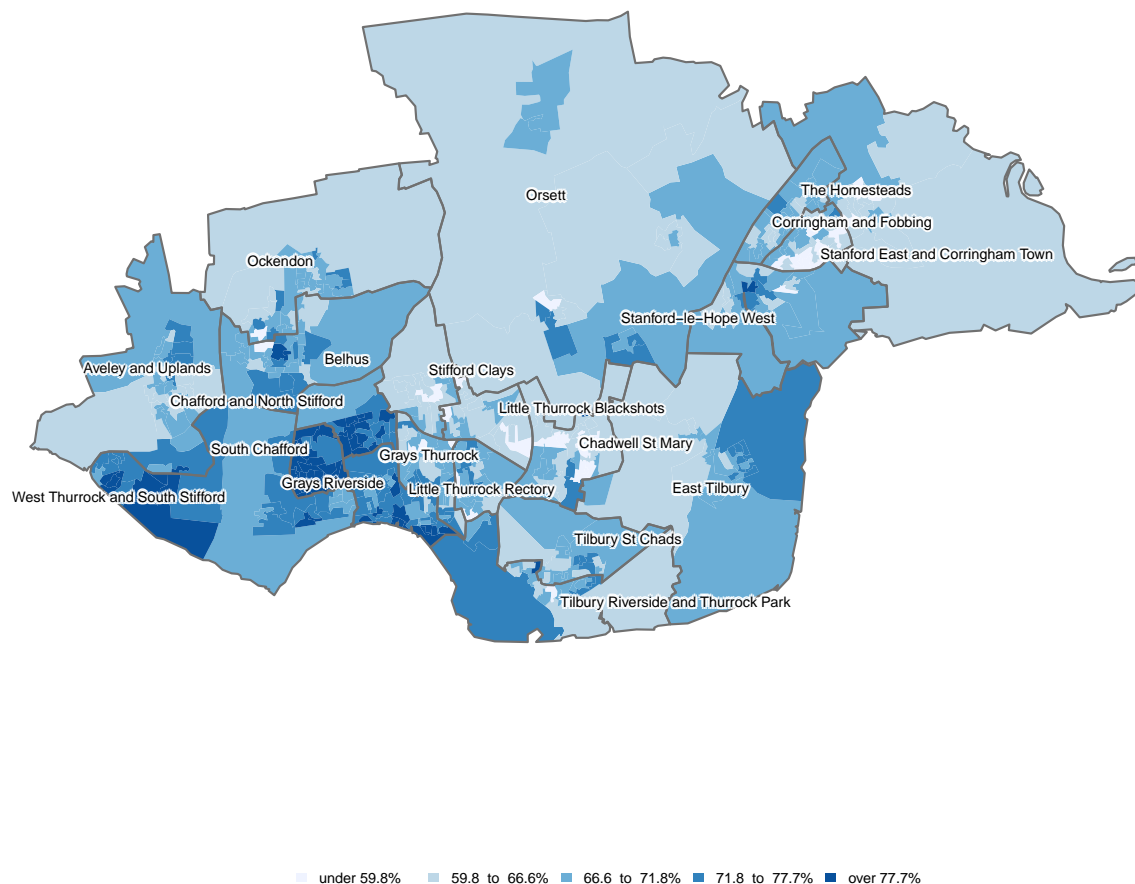 Orsett
The Homesteads
Corringham and Fobbing
Stanford East and Corringham Town
Ockendon
Stanford-le-Hope West
Belhus
Aveley and Uplands
Stifford Clays
Chafford and North Stifford
Little Thurrock Blackshots
Chadwell St Mary
South Chafford
Grays Thurrock
Grays Riverside
Little Thurrock Rectory
East Tilbury
West Thurrock and South Stifford
Tilbury St Chads
Tilbury Riverside and Thurrock Park
under 59.8% 59.8 to 66.6% 66.6 to 71.8% 71.8 to 77.7% over 77.7%